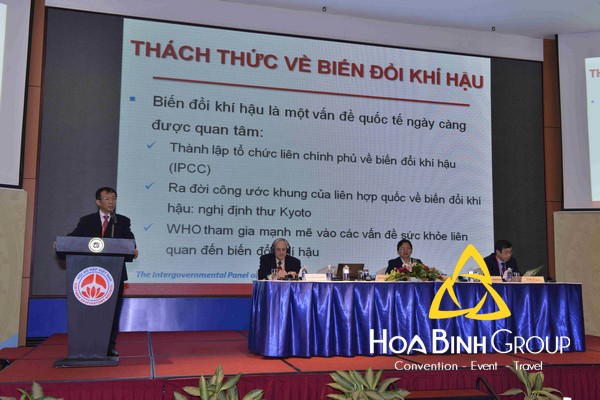 THÁCH THỨC VỀ BIẾN ĐỔI KHÍ HẬU
Biến đổi khí hậu là một vấn đề quốc tế ngày càng
được quan tâm:
Thành lập tổ chức liên chính phủ về biến đổi khí hậu
(IPCC)
Ra đời công ước khung của liên hợp quốc về biến đổi khí
hậu: nghị định thư Kyoto
WHO tham gia mạnh mẽ vào các vấn đề sức khỏe liên
quan đến biến đổi khí hậu
The Intergovernmental Panel
HOA BINH GROUP
Convention - Event - Travel